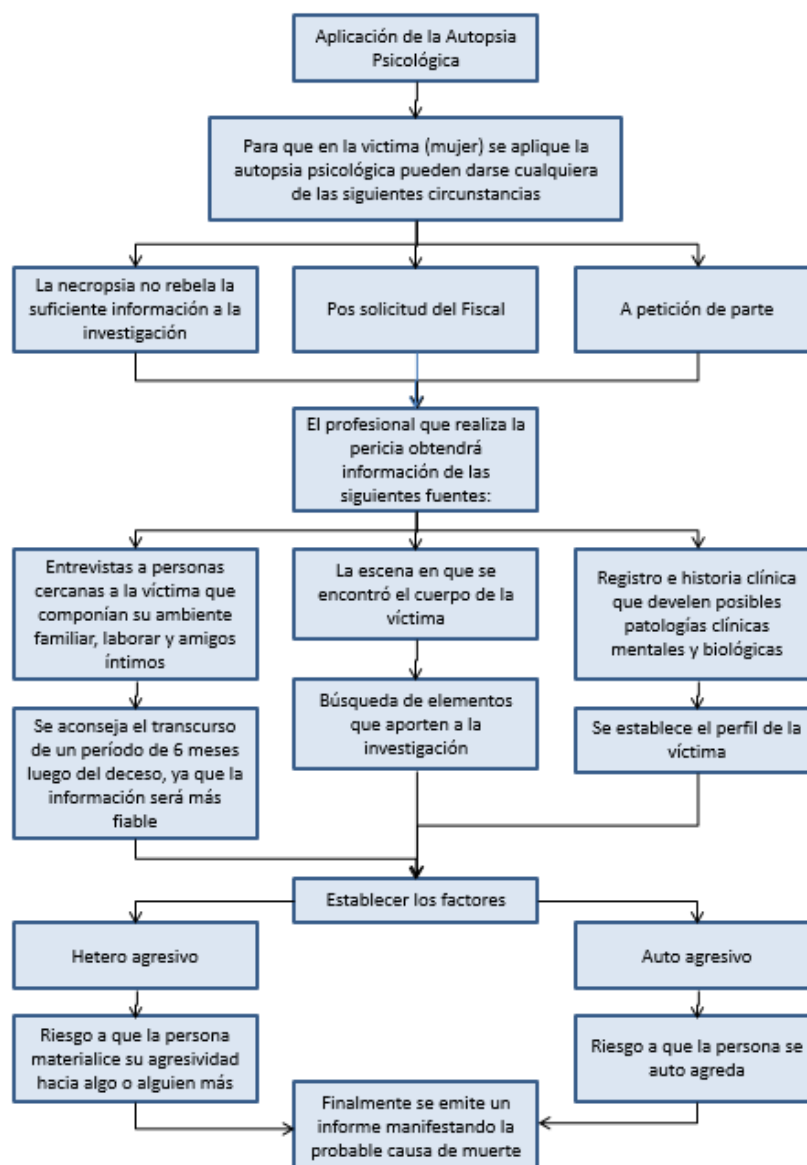 Aplicación de la Autopsia
Psicológica
Para que en la victima (mujer) se aplique la
autopsia psicológica pueden darse cualquiera
de las siguientes circunstancias
La necropsia no rebela la
suficiente información a la
investigación
Pos solicitud del Fiscal
A petición de parte
El profesional que realiza la
pericia obtendrá
información de las
siguientes fuentes:
Entrevistas a personas
cercanas a la víctima que
componían su ambiente
familiar, laborar y amigos
íntimos
La escena en que se
encontró el cuerpo de la
víctima
Registro e historia clínica
que develen posibles
patologías clínicas
mentales y biológicas
Se aconseja el transcurso
de un período de 6 meses
luego del deceso, ya que la
información será más
fiable
Búsqueda de elementos
que aporten a la
investigación
Se establece el perfil de la
víctima
Establecer los factores
Hetero agresivo
Auto agresivo
Riesgo a que la persona
materialice su agresividad
hacia algo o alguien más
Riesgo a que la persona se
auto agreda
Finalmente se emite un
informe manifestando la
probable causa de muerte